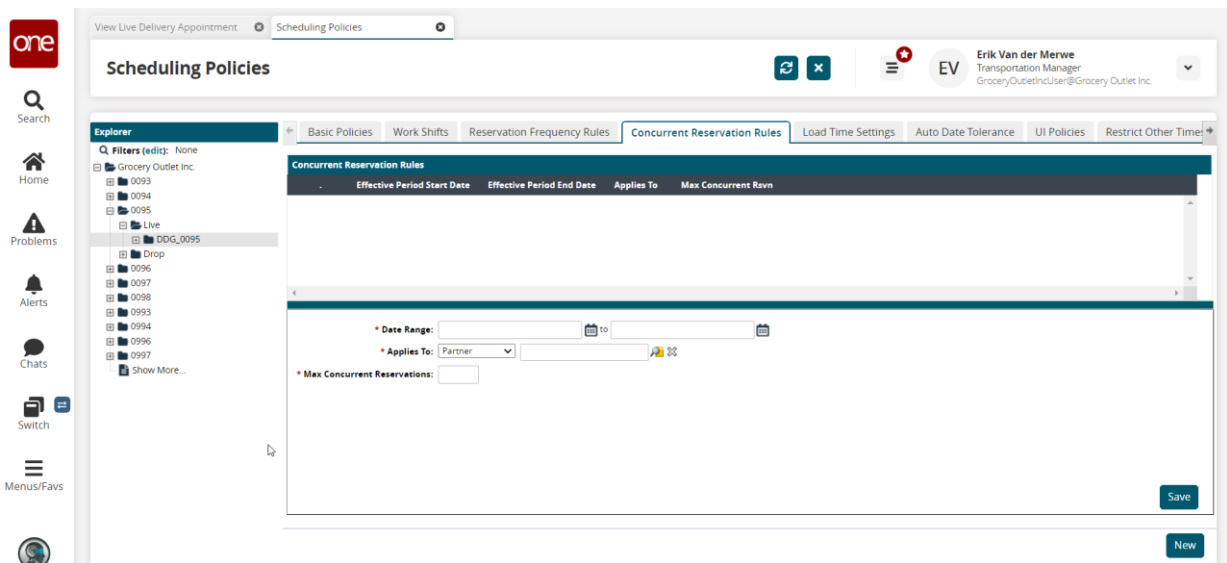 one
Search
Home
Problems
Alerts
Chats
Switch
Menus/Favs
View Live Delivery Appointment
Scheduling Policies
Scheduling Policies
EV
Erik Van der Merwe
Transportation Manager
GroceryOutletIncUser@Grocery Outlet Inc.
Explorer
Filters (edit): None
Grocery Outlet Inc.
0093
0094
0095
Live
DDG_0095
Drop
0096
0097
0098
0993
0994
0996
0997
Show More...
Basic Policies Work Shifts Reservation Frequency Rules Concurrent Reservation Rules Load Time Settings Auto Date Tolerance UI Policies Restrict Other Times
Concurrent Reservation Rules
. Effective Period Start Date Effective Period End Date Applies To Max Concurrent Rsvn
* Date Range: to
* Applies To: Partner
* Max Concurrent Reservations:
Save
New